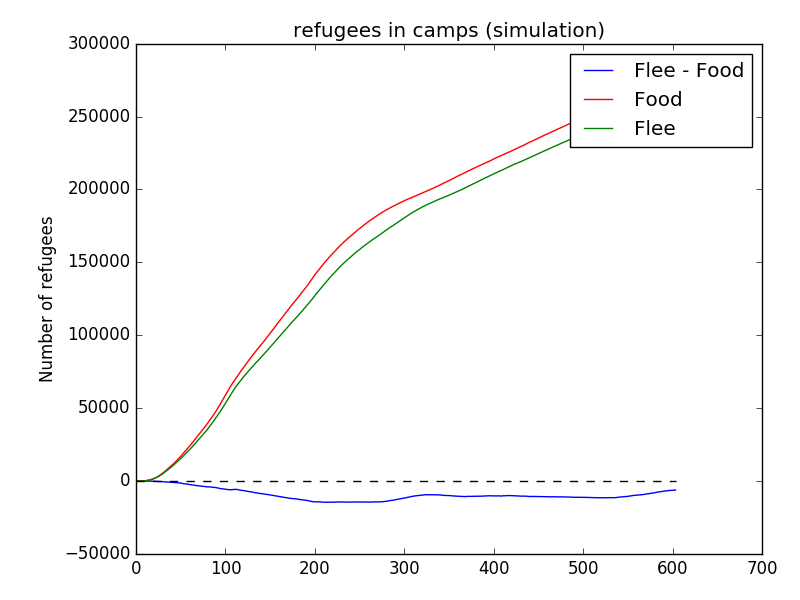 refugees in camps (simulation)
300000
250000
200000
150000
100000
50000
0
−50000
Number of refugees
Flee - Food
Food
Flee
0 100 200 300 400 500 600 700